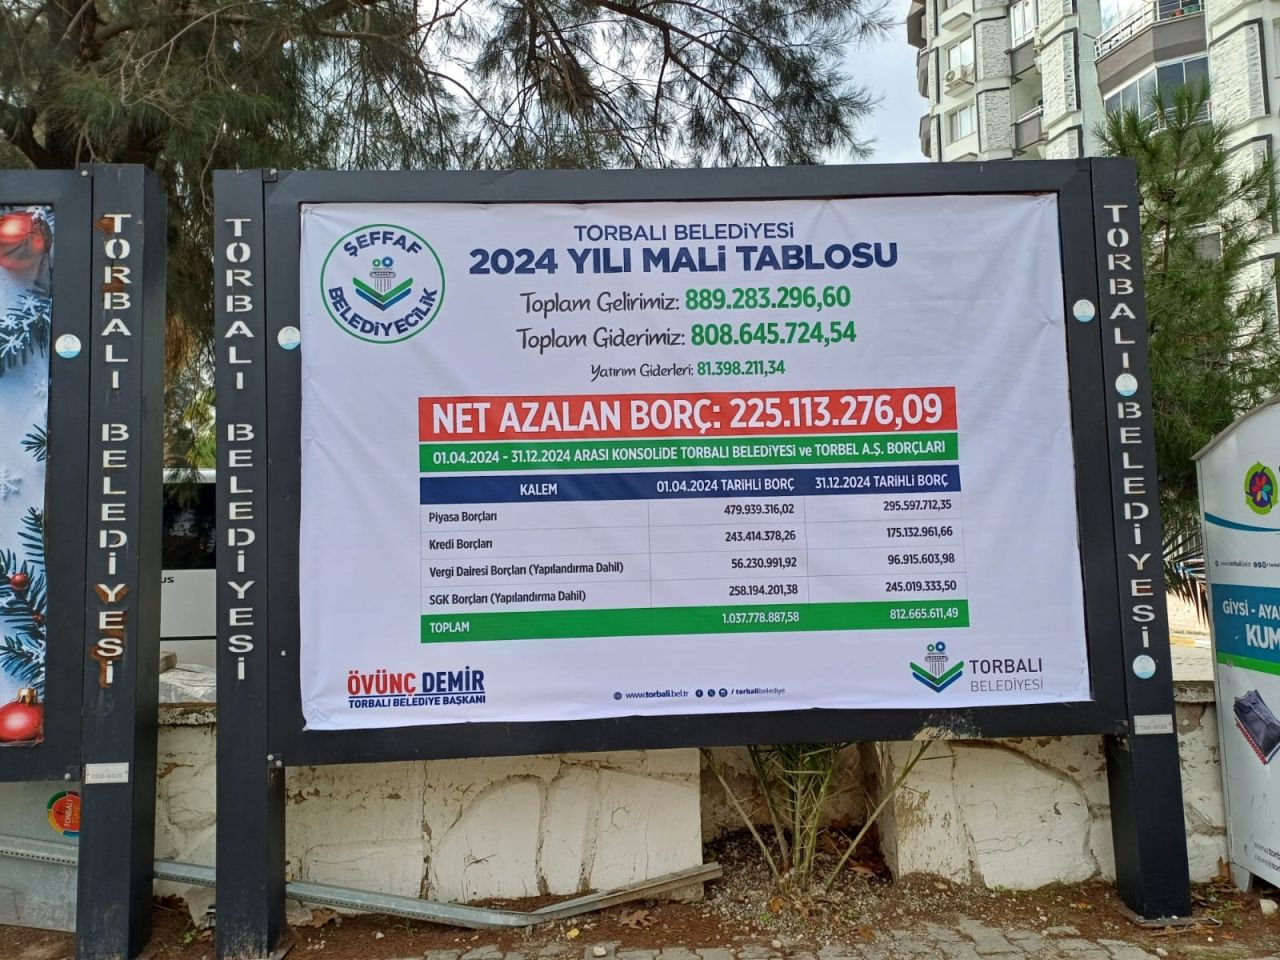 TORBALI BELEDİYESİ
TORBALI BELEDİYESİ
ŞEFFAF
BELEDİYECİLİK
TORBALI BELEDİYESİ
2024 YILI MALİ TABLOSU
Toplam Gelirimiz: 889.283.296,60
Toplam Giderimiz: 808.645.724,54
Yatırım Giderleri: 81.398.211,34
NET AZALAN BORÇ: 225.113.276,09
01.04.2024 - 31.12.2024 ARASI KONSOLİDE TORBALI BELEDİYESİ ve TORBEL A.Ş. BORÇLARI
KALEM 01.04.2024 TARİHLİ BORÇ 31.12.2024 TARİHLİ BORÇ
Piyasa Borçları 479.939.316,02 295.597.712,35
Kredi Borçları 243.414.378,26 175.132.961,66
Vergi Dairesi Borçları (Yapılandırma Dahil) 56.230.991,92 96.915.603,98
SGK Borçları (Yapılandırma Dahil) 258.194.201,38 245.019.333,50
TOPLAM 1.037.778.887,58 812.665.611,49
ÖVÜNÇ DEMİR
TORBALI BELEDİYE BAŞKANI
www.torbali.bel.tr / torbalibelediye
TORBALI
BELEDİYESİ
TORBALI BELEDİYESİ
GİYSİ - AYA
KUM